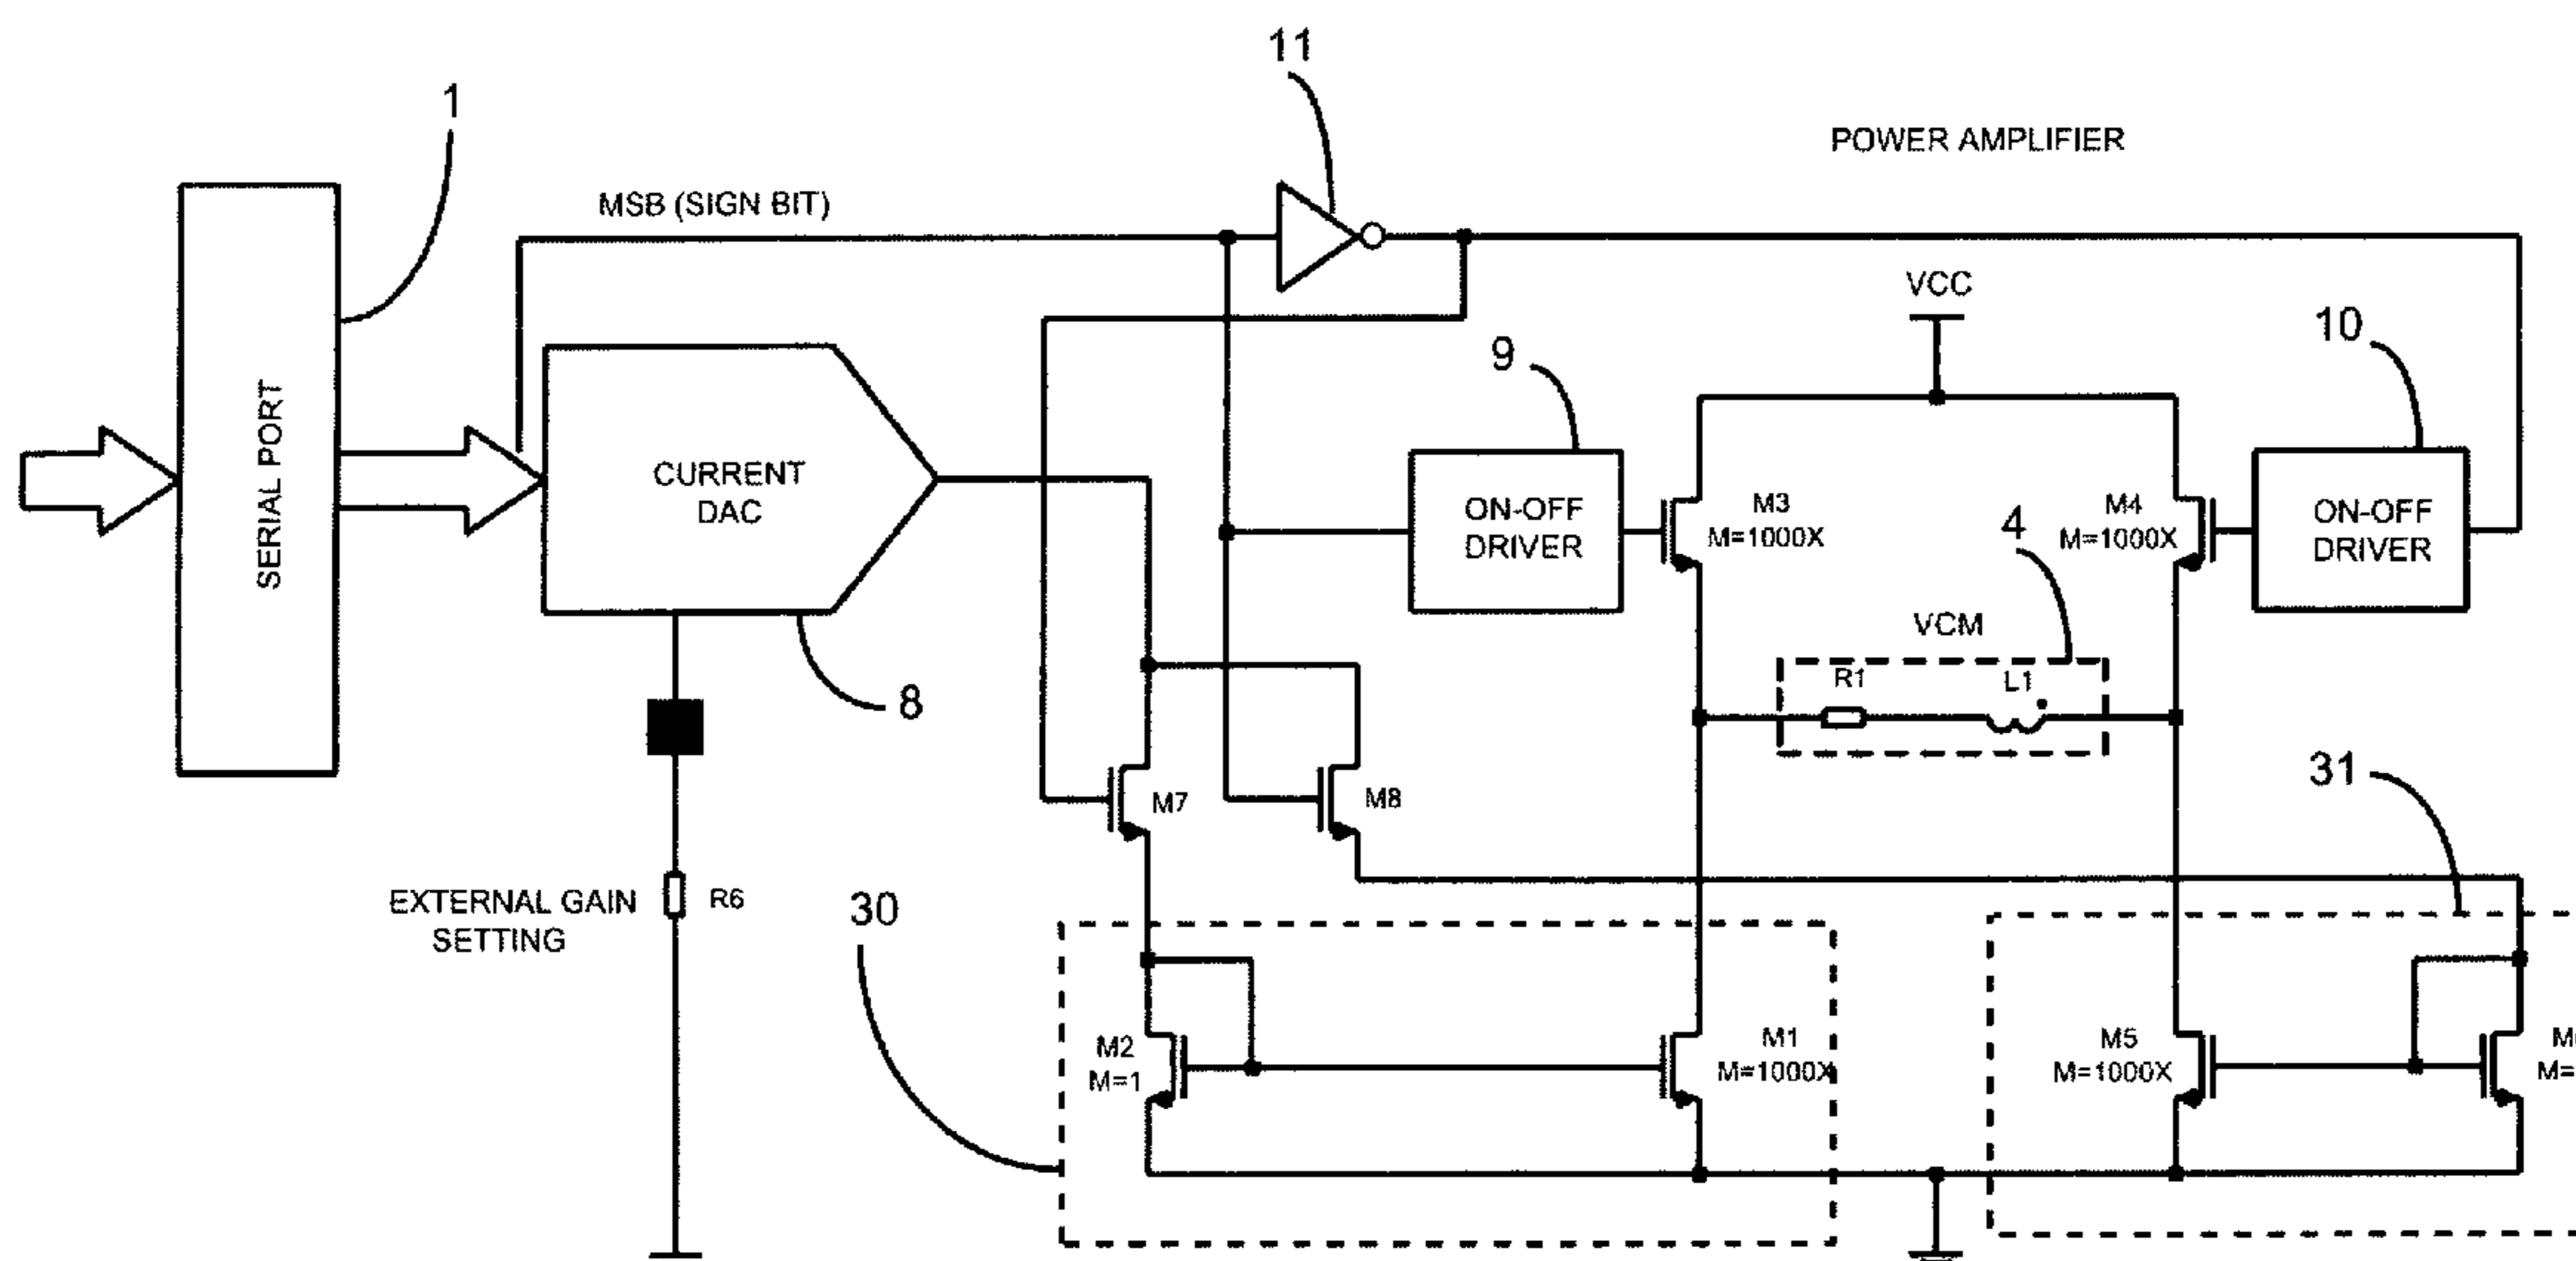 11
1
POWER AMPLIFIER
MSB (SIGN BIT)
VCC
10
9
SERIAL PORT
CURRENT
DAC
ON-OFF
DRIVER
M3
M=1000X
M4
M=1000X
4
ON-OFF
DRIVER
VCM
R1
L1
8
M7
M8
31
EXTERNAL GAIN
SETTING
R6
30
M2
M=1
M1
M=1000X
M5
M=1000X
M=